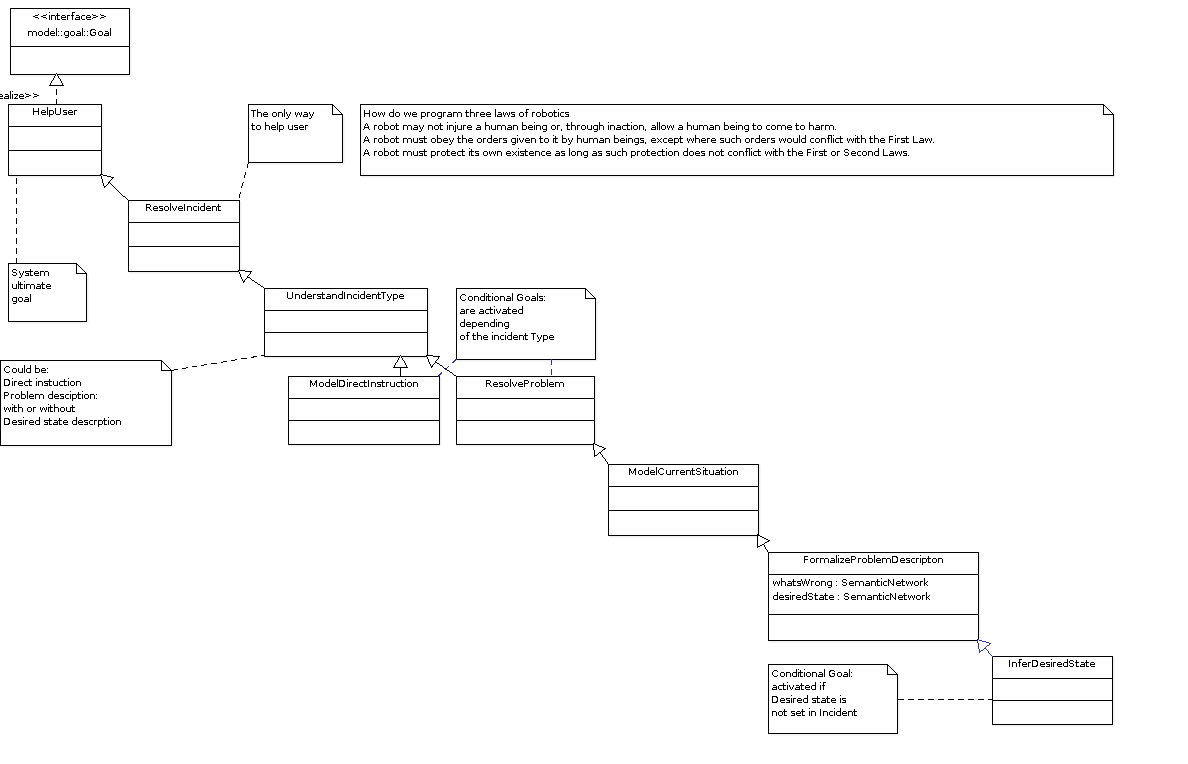 <<interface>>
model::goal::Goal
ealize>>
HelpUser
The only way
to help user
How do we program three laws of robotics
A robot may not injure a human being or, through inaction, allow a human being to come to harm.
A robot must obey the orders given to it by human beings, except where such orders would conflict with the First Law.
A robot must protect its own existence as long as such protection does not conflict with the First or Second Laws.
ResolveIncident
System
ultimate
goal
UnderstandIncidentType
Conditional Goals:
are activated
depending
of the incident Type
Could be:
Direct instuction
Problem desciption:
with or without
Desired state descrption
ModelDirectInstruction
ResolveProblem
ModelCurrentSituation
FormalizeProblemDescripton
whatsWrong : SemanticNetwork
desiredState : SemanticNetwork
InferDesiredState
Conditional Goal:
activated if
Desired state is
not set in Incident